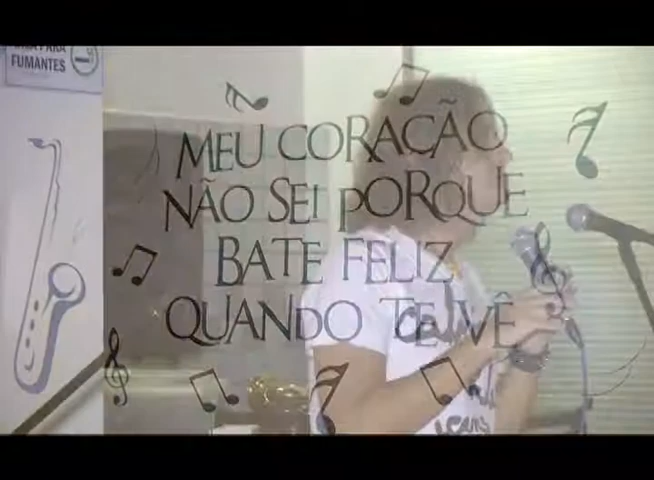 FUMANTES
MEU CORAÇÃO
NÃO SEI PORQUE
BATE FELIZ
QUANDO TE VÊ